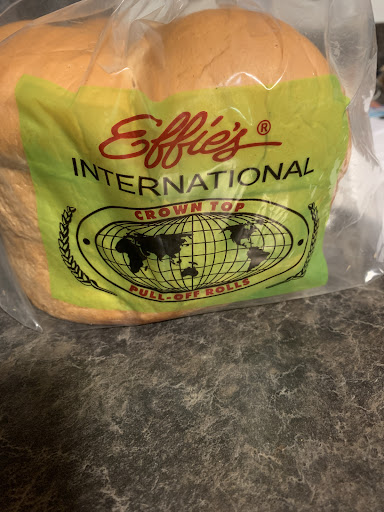 Effie's®
INTERNATIONAL
CROWN TOP
PULL-OFF ROLLS